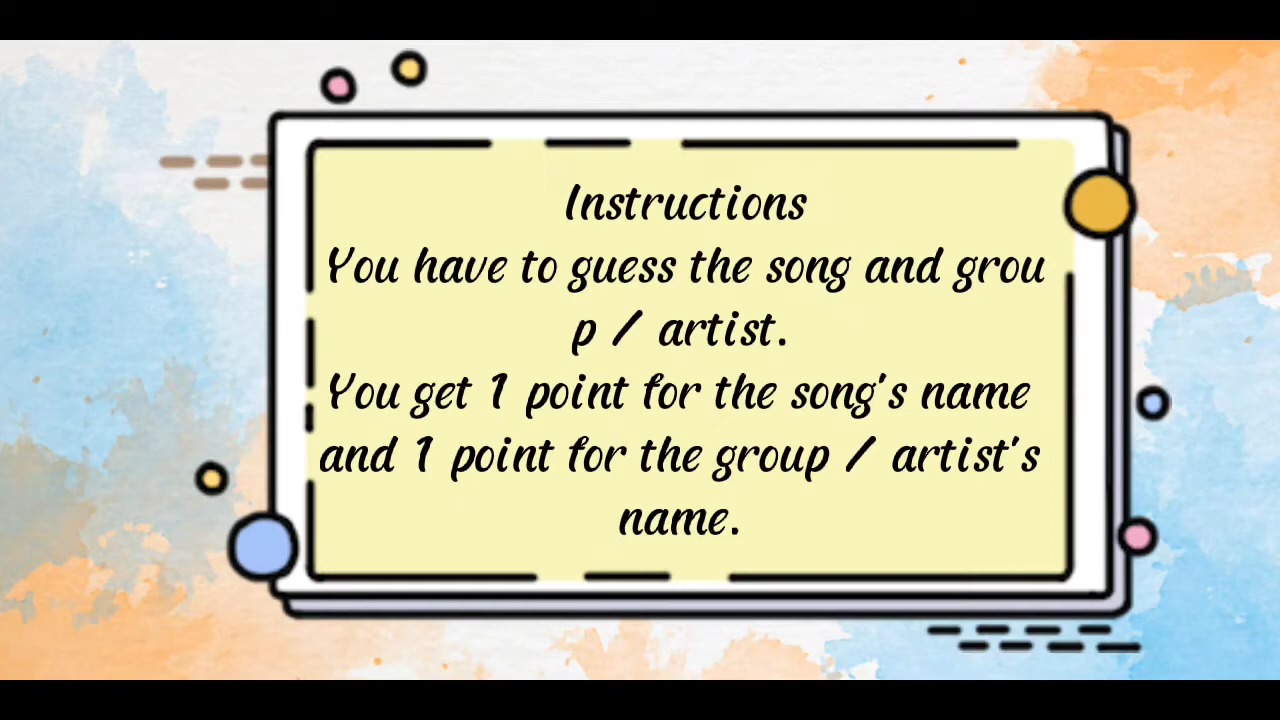 Instructions
You have to guess the song and grou
p / artist.
You get 1 point for the song's name
and 1 point for the group / artist's
name.